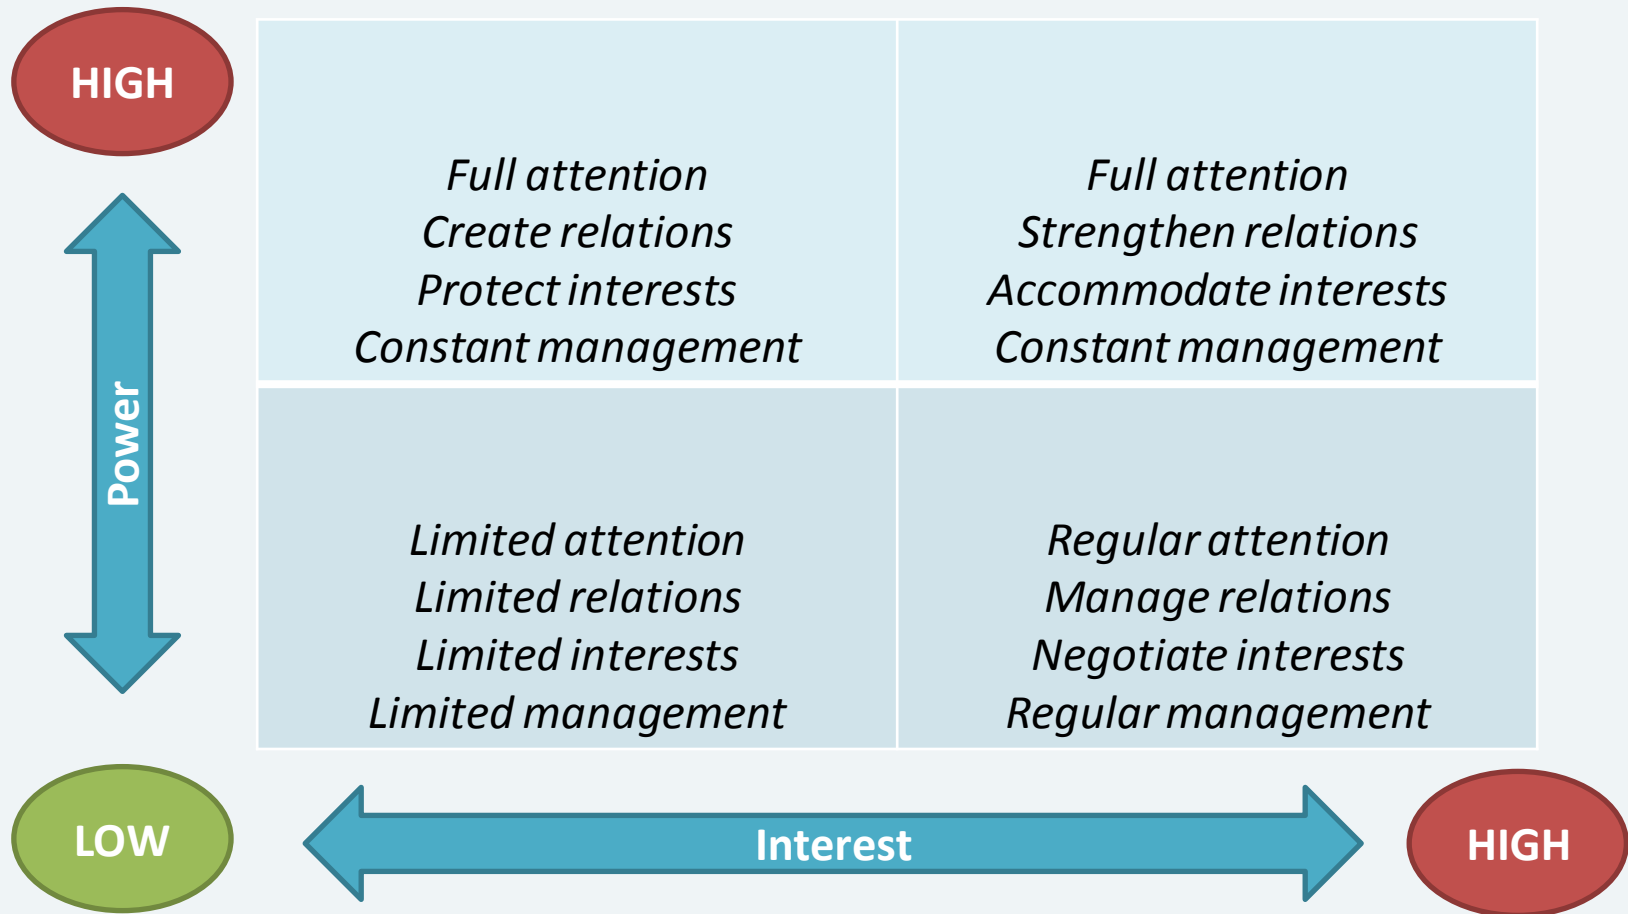 HIGH
Full attention
Create relations
Protect interests
Constant management
Full attention
Strengthen relations
Accommodate interests
Constant management
Power
Limited attention
Limited relations
Limited interests
Limited management
Regular attention
Manage relations
Negotiate interests
Regular management
LOW
Interest
HIGH